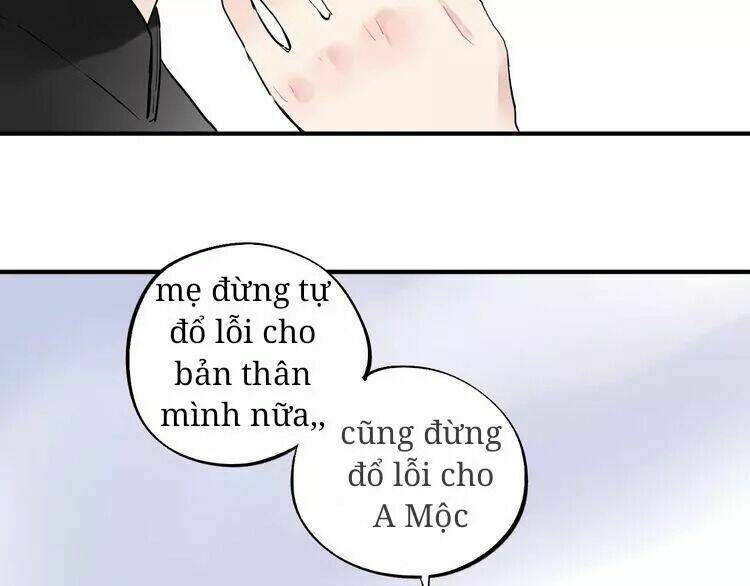 mẹ đừng tự
đổ lỗi cho
bản thân
mình nữa,,
cũng đừng
đổ lỗi cho
A Mộc